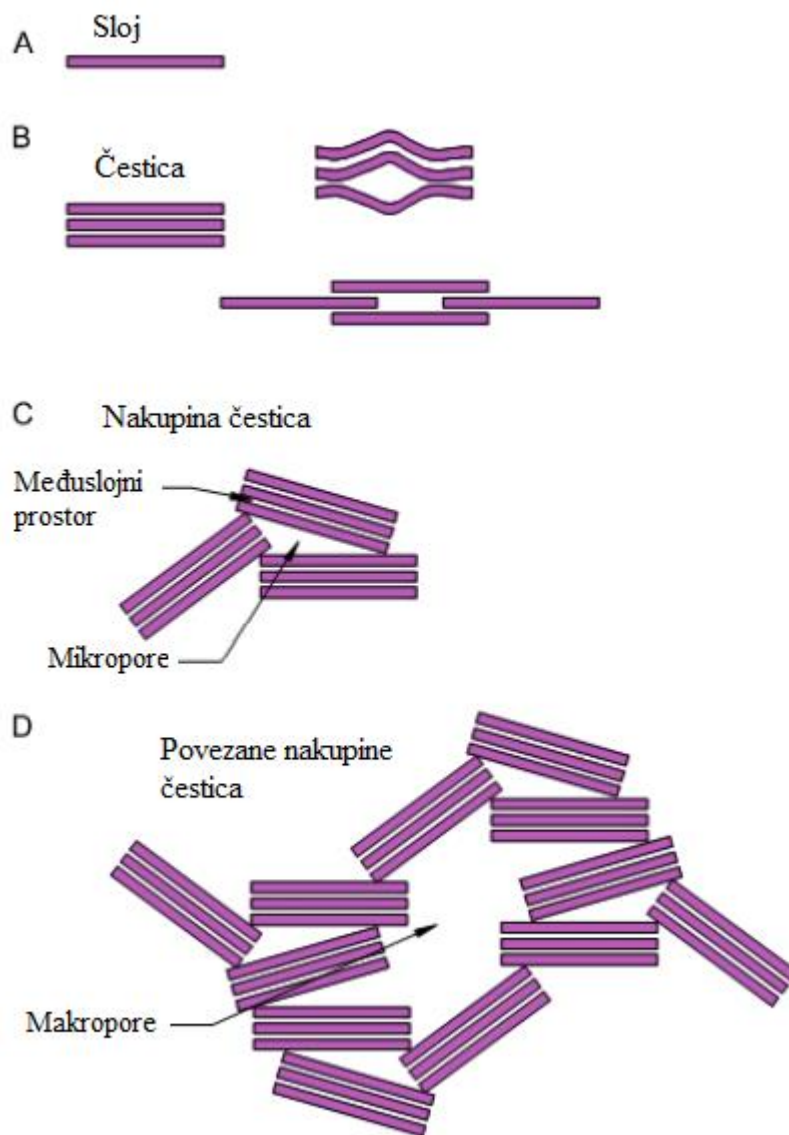 A
Sloj
B
Čestica
C
Nakupina čestica
Međuslojni
prostor
Mikropore
D
Povezane nakupine
čestica
Makropore